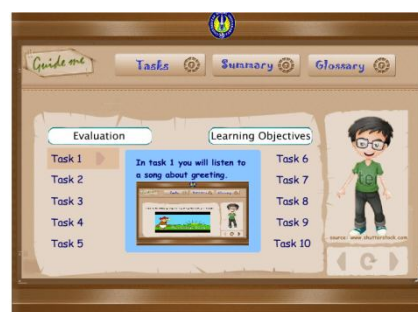 Guide me
Tasks
Summary
Glossary
Evaluation
Learning Objectives
Task 1
Task 2
Task 3
Task 4
Task 5
In task 1 you will listen to
a song about greeting.
Task 6
Task 7
Task 8
Task 9
Task 10
source: www.shutterstock.com